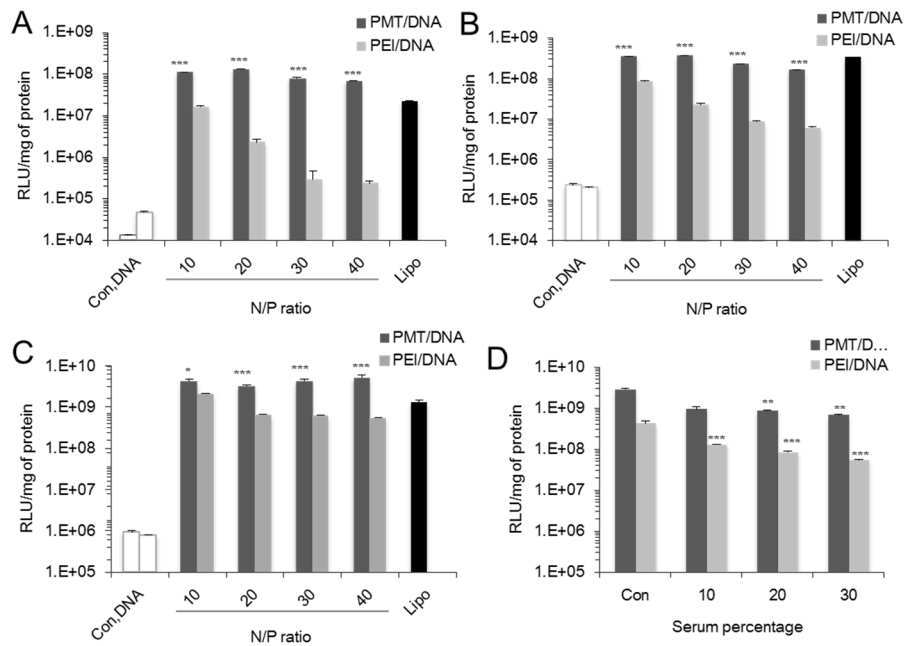 A
PMT/DNA
PEI/DNA
RLU/mg of protein
1.E+09
1.E+08
1.E+07
1.E+06
1.E+05
1.E+04
***
***
***
***
Con,DNA
10
20
30
40
Lipo
N/P ratio
B
PMT/DNA
PEI/DNA
RLU/mg of protein
1.E+09
1.E+08
1.E+07
1.E+06
1.E+05
1.E+04
***
***
***
***
Con,DNA
10
20
30
40
Lipo
N/P ratio
C
PMT/DNA
PEI/DNA
RLU/mg of protein
1.E+10
1.E+09
1.E+08
1.E+07
1.E+06
1.E+05
*
***
***
***
Con,DNA
10
20
30
40
Lipo
N/P ratio
D
PMT/D...
PEI/DNA
RLU/mg of protein
1.E+10
1.E+09
1.E+08
1.E+07
1.E+06
1.E+05
**
**
***
***
***
Con
10
20
30
Serum percentage